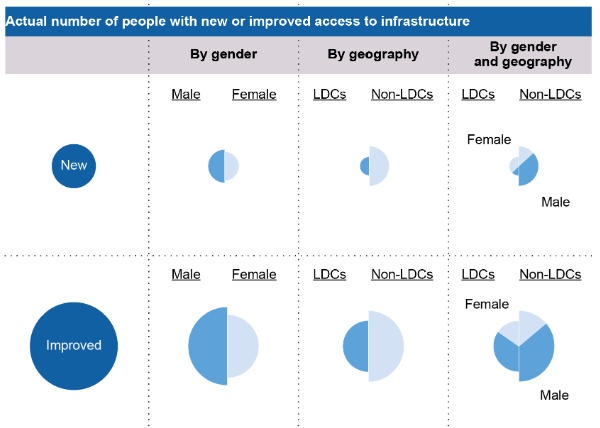 Actual number of people with new or improved access to infrastructure
By gender
By geography
By gender
and geography
Male Female
LDCs Non-LDCs
LDCs Non-LDCs
New
Female
Male
Male Female
LDCs Non-LDCs
LDCs Non-LDCs
Improved
Female
Male